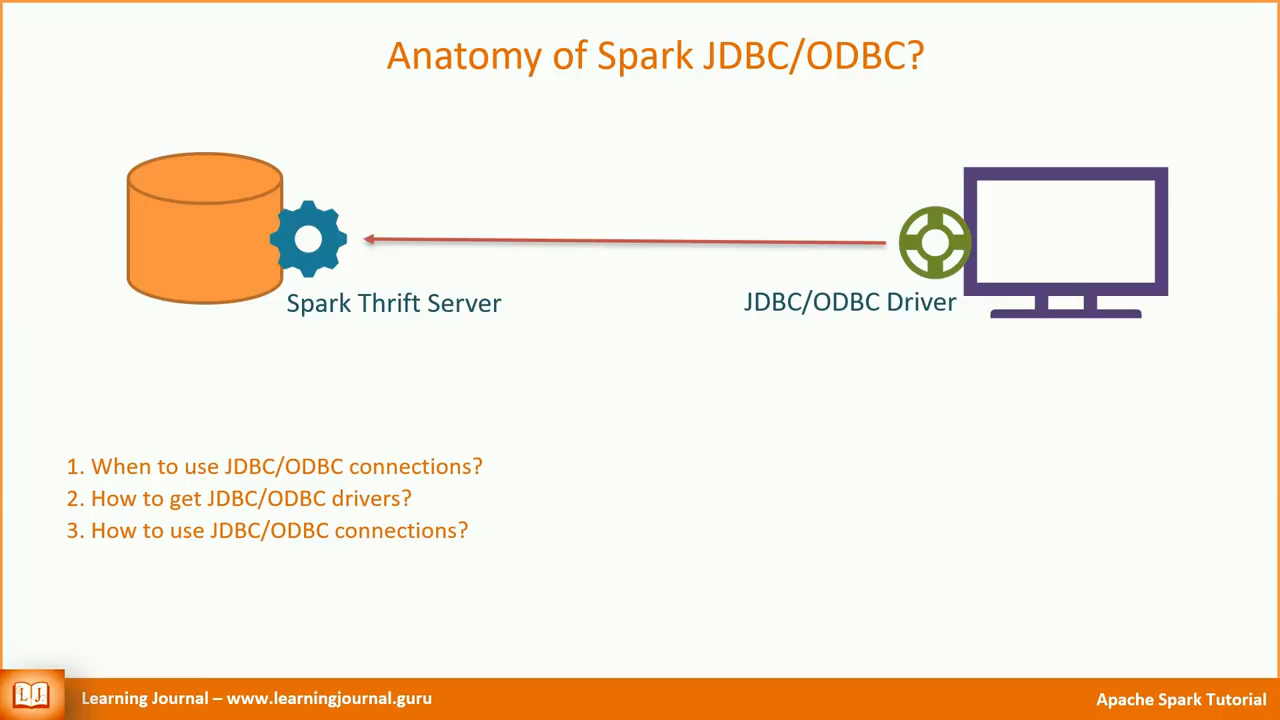 Anatomy of Spark JDBC/ODBC?
Spark Thrift Server
JDBC/ODBC Driver
1. When to use JDBC/ODBC connections?
2. How to get JDBC/ODBC drivers?
3. How to use JDBC/ODBC connections?
LJ
Learning Journal – www.learningjournal.guru
Apache Spark Tutorial